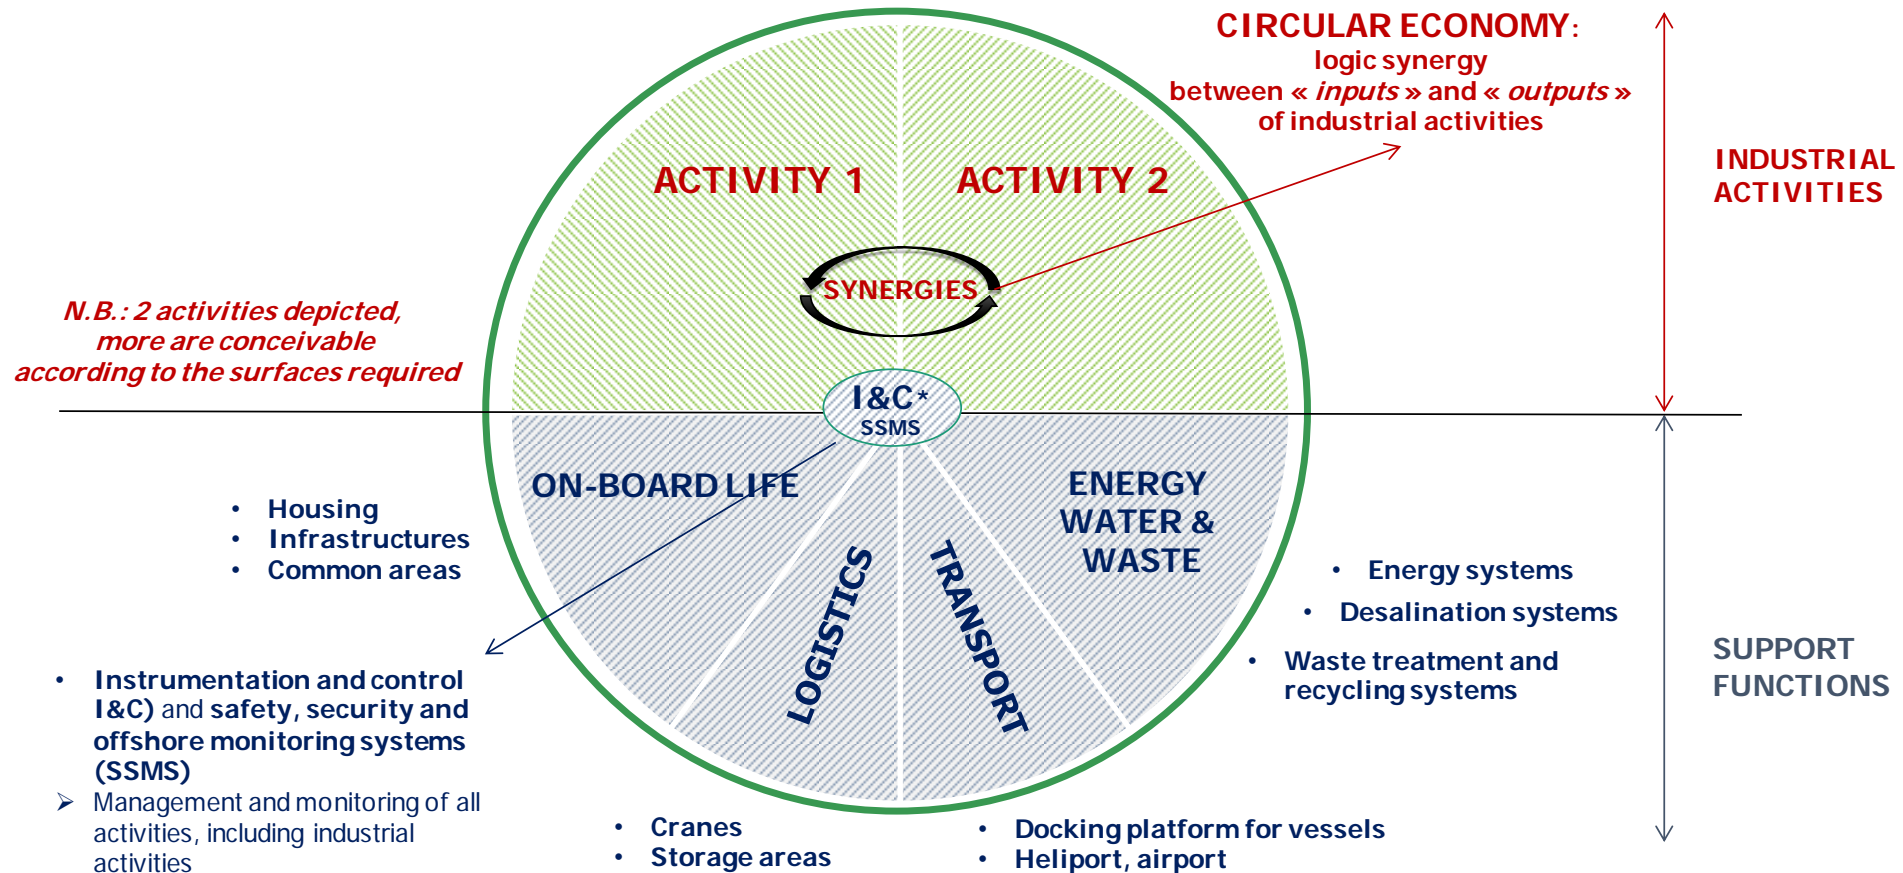 CIRCULAR ECONOMY:
logic synergy
between « inputs » and « outputs »
of industrial activities
INDUSTRIAL
ACTIVITIES
ACTIVITY 1
ACTIVITY 2
SYNERGIES
N.B.: 2 activities depicted,
more are conceivable
according to the surfaces required
I&C*
SSMS
ON-BOARD LIFE
ENERGY
WATER &
WASTE
LOGISTICS
TRANSPORT
• Housing
• Infrastructures
• Common areas
• Energy systems
• Desalination systems
• Waste treatment and
recycling systems
SUPPORT
FUNCTIONS
• Instrumentation and control
I&C) and safety, security and
offshore monitoring systems
(SSMS)
➢ Management and monitoring of all
activities, including industrial
activities
• Cranes
• Storage areas
• Docking platform for vessels
• Heliport, airport